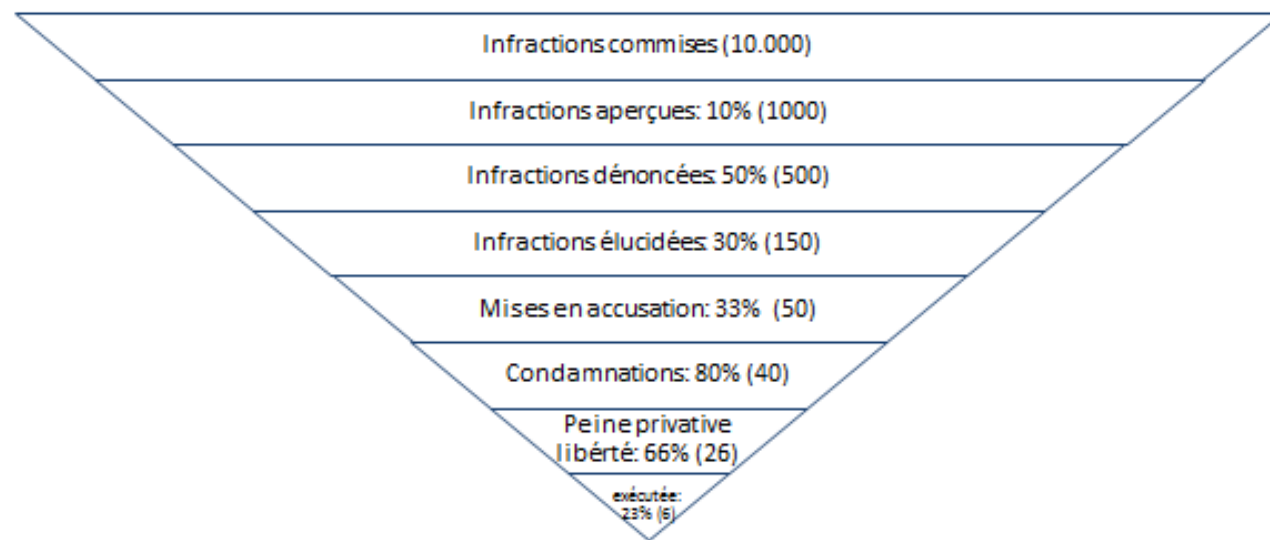 Infractions commises (10.000)
Infractions aperçues: 10% (1000)
Infractions dénoncées: 50% (500)
Infractions élucidées: 30% (150)
Mises en accusation: 33% (50)
Condamnations: 80% (40)
Peine privative
libérté: 66% (26)
exécutée:
23% (6)